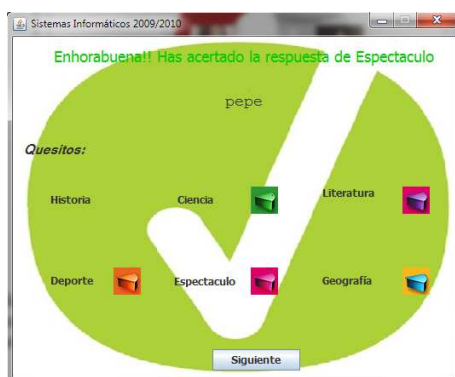 Sistemas Informáticos 2009/2010
Enhorabuena!! Has acertado la respuesta de Espectaculo
pepe
Quesitos:
Historia Ciencia Literatura
Deporte Espectaculo Geografía
Siguiente